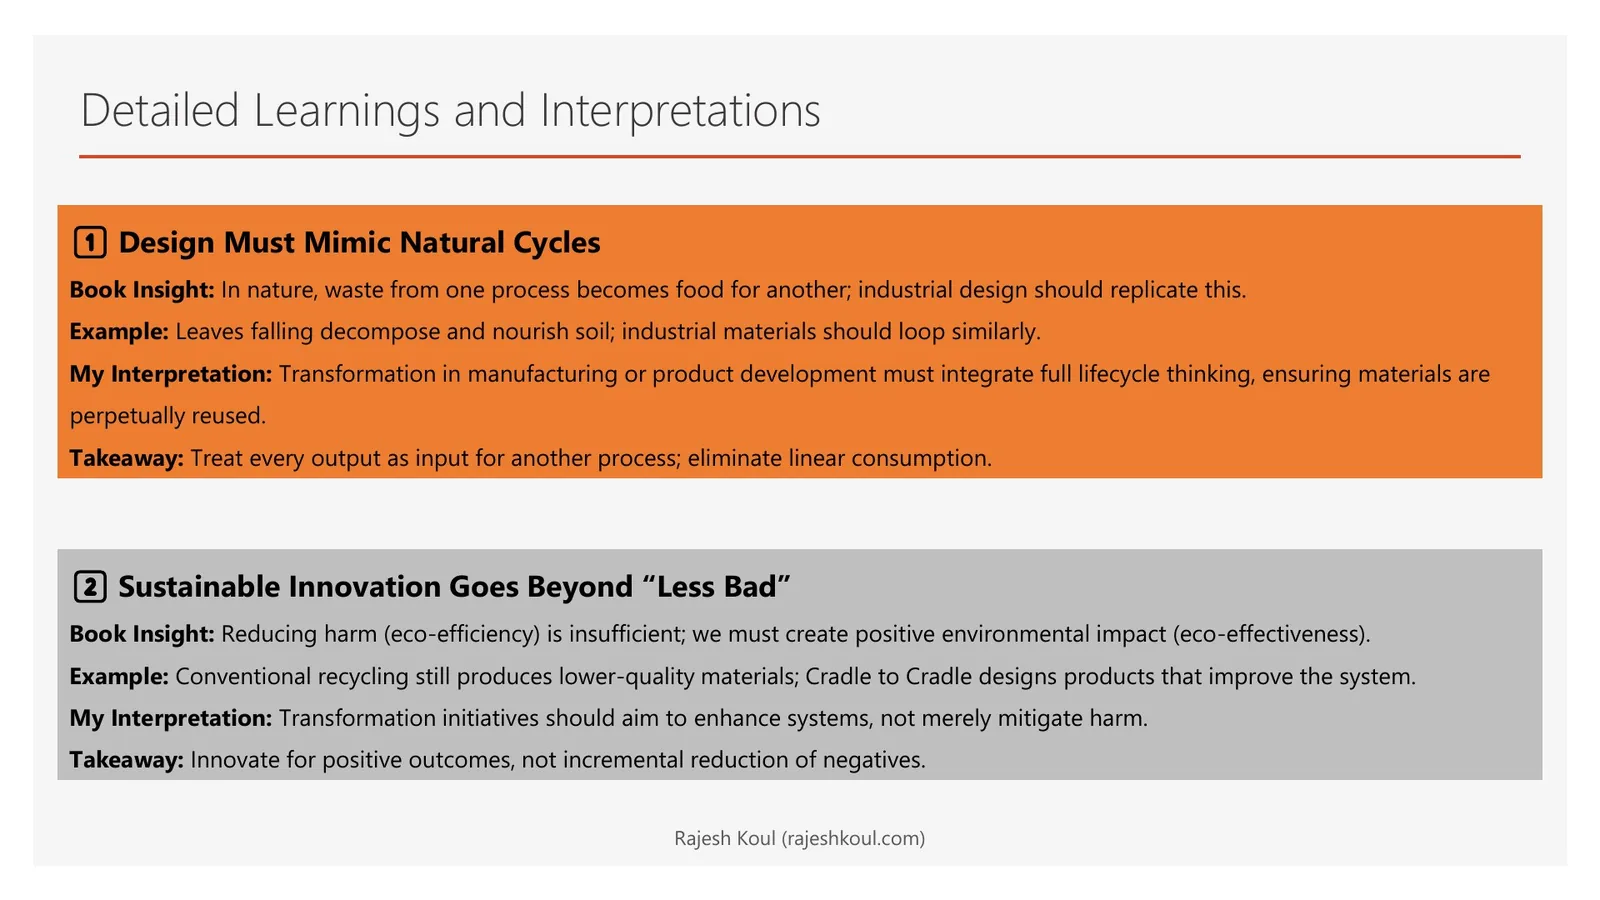 Detailed Learnings and Interpretations
1 Design Must Mimic Natural Cycles
Book Insight: In nature, waste from one process becomes food for another; industrial design should replicate this.
Example: Leaves falling decompose and nourish soil; industrial materials should loop similarly.
My Interpretation: Transformation in manufacturing or product development must integrate full lifecycle thinking, ensuring materials are
perpetually reused.
Takeaway: Treat every output as input for another process; eliminate linear consumption.
2 Sustainable Innovation Goes Beyond “Less Bad”
Book Insight: Reducing harm (eco-efficiency) is insufficient; we must create positive environmental impact (eco-effectiveness).
Example: Conventional recycling still produces lower-quality materials; Cradle to Cradle designs products that improve the system.
My Interpretation: Transformation initiatives should aim to enhance systems, not merely mitigate harm.
Takeaway: Innovate for positive outcomes, not incremental reduction of negatives.
Rajesh Koul (rajeshkoul.com)